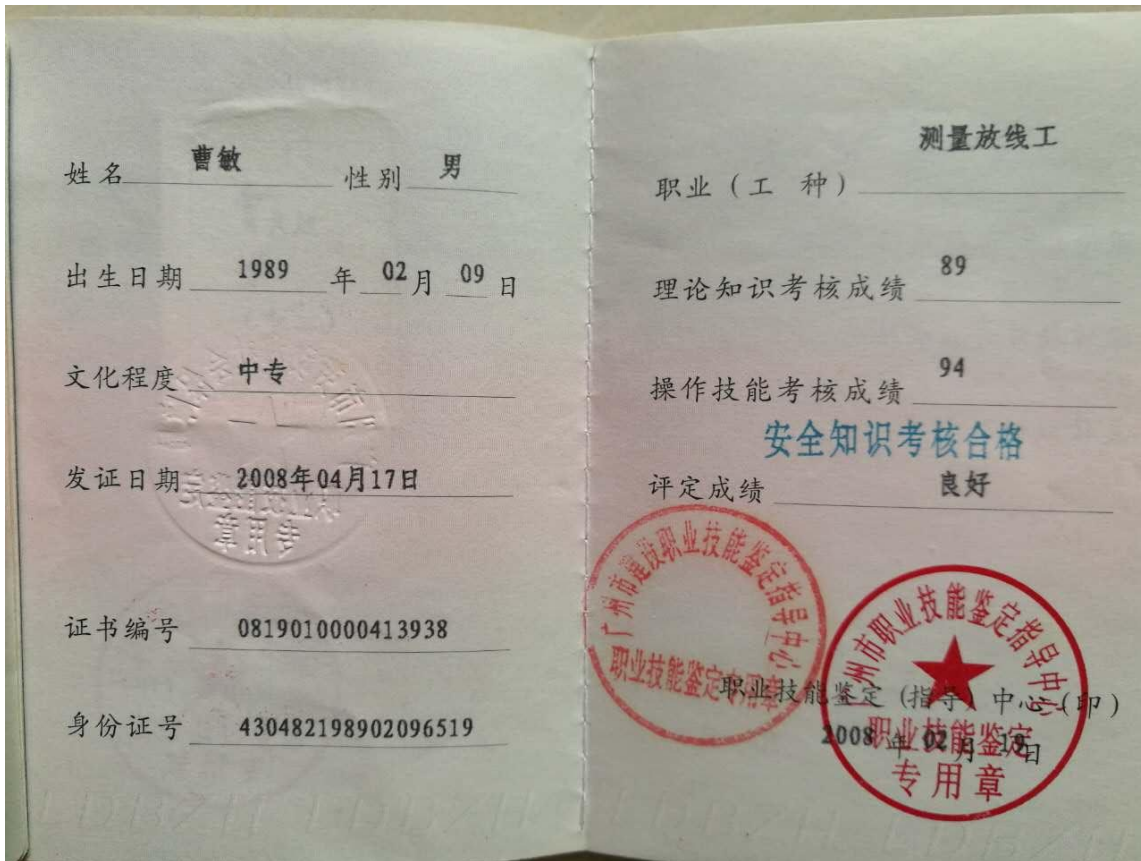 姓名 曹敏 性别 男
出生日期 1989 年 02 月 09 日
文化程度 中专
发证日期 2008年04月17日
专用章
证书编号 0819010000413938
身份证号 430482198902096519
测量放线工
职业（工 种）
理论知识考核成绩 89
操作技能考核成绩 94
安全知识考核合格
评定成绩 良好
广州市建设职业技能鉴定指导中心
职业技能鉴定专用章
广州市职业技能鉴定指导中心
职业技能鉴定
专用章
职业技能鉴定（指导）中心（印）
2008 年 02 月 19 日